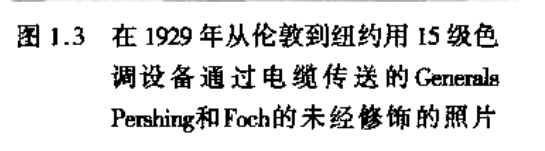 图 1.3 在 1929 年从伦敦到纽约用 15 级色
调设备通过电缆传送的 Generals
Pershing和Foch的未经修饰的照片